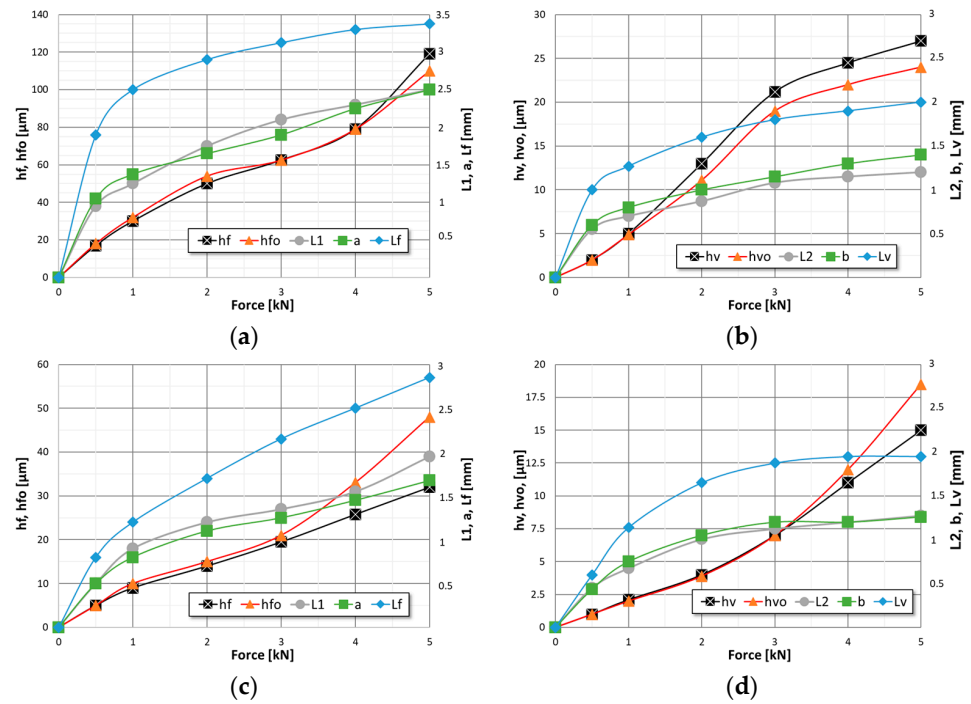 140
120
100
80
60
40
20
0
hf, hfo [µm]
3.5
3
2.5
2
1.5
1
0.5
L1, a, Lf [mm]
hf hfo L1 a Lf
0 1 2 3 4 5
Force [kN]
(a)
30
25
20
15
10
5
0
hv, hvo, [µm]
3
2.5
2
1.5
1
0.5
L2, b, Lv [mm]
hv hvo L2 b Lv
0 1 2 3 4 5
Force [kN]
(b)
60
50
40
30
20
10
0
hf, hfo [µm]
3
2.5
2
1.5
1
0.5
L1, a, Lf [mm]
hf hfo L1 a Lf
0 1 2 3 4 5
Force [kN]
(c)
20
17.5
15
12.5
10
7.5
5
2.5
0
hv, hvo, [µm]
3
2.5
2
1.5
1
0.5
L2, b, Lv [mm]
hv hvo L2 b Lv
0 1 2 3 4 5
Force [kN]
(d)